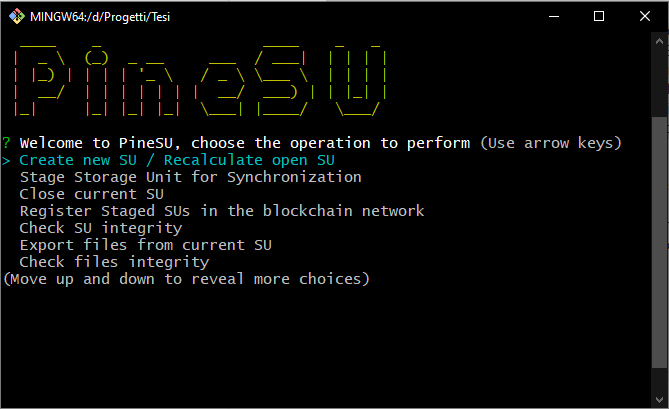 MINGW64:/d/Progetti/Tesi
PineSU
? Welcome to PineSU, choose the operation to perform (Use arrow keys)
> Create new SU / Recalculate open SU
Stage Storage Unit for Synchronization
Close current SU
Register Staged SUs in the blockchain network
Check SU integrity
Export files from current SU
Check files integrity
(Move up and down to reveal more choices)